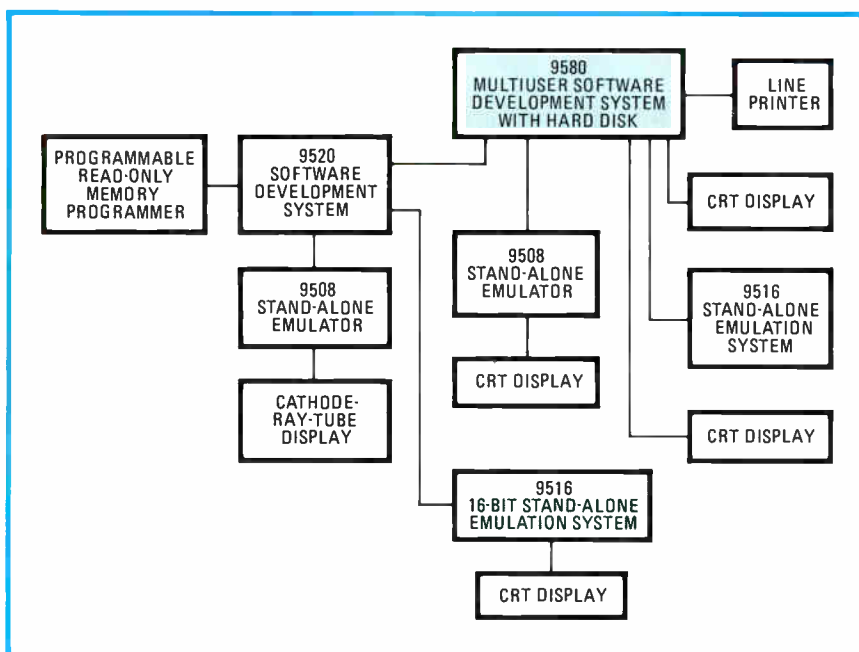 9580
MULTIUSER SOFTWARE
DEVELOPMENT SYSTEM
WITH HARD DISK
LINE
PRINTER
PROGRAMMABLE
READ-ONLY
MEMORY
PROGRAMMER
9520
SOFTWARE
DEVELOPMENT
SYSTEM
CRT DISPLAY
9508
STAND-ALONE
EMULATOR
9508
STAND-ALONE
EMULATOR
9516
STAND-ALONE
EMULATION
SYSTEM
CRT DISPLAY
CATHODE-
RAY-TUBE
DISPLAY
CRT DISPLAY
9516
16-BIT STAND-ALONE
EMULATION SYSTEM
CRT DISPLAY